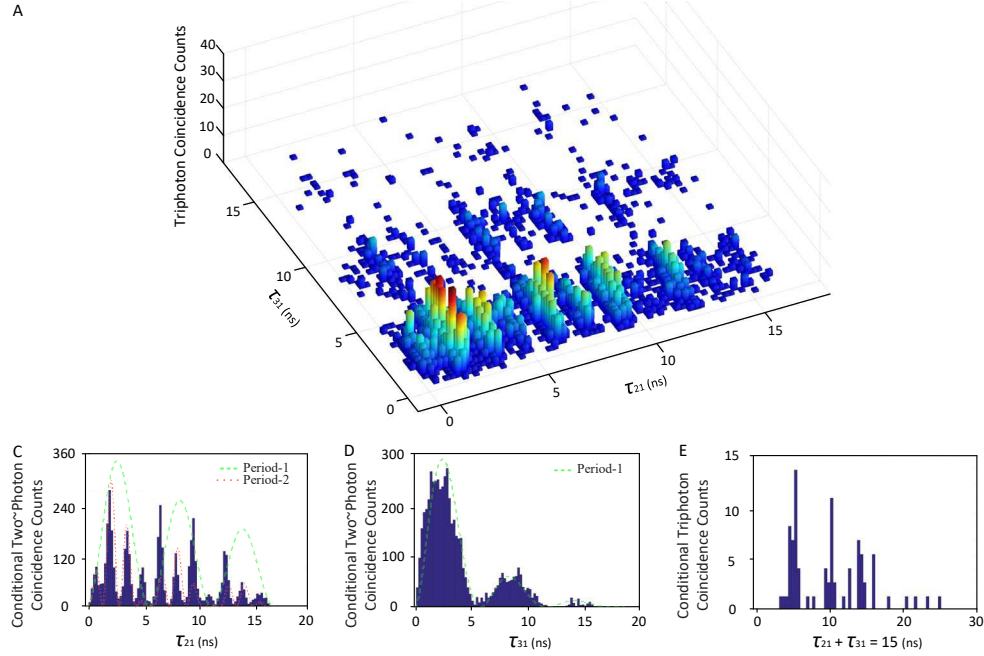 A
Triphoton Coincidence Counts
40
30
20
10
0
15
10
5
0
τ31 (ns)
0
5
10
15
τ21 (ns)
C
Conditional Two~Photon
Coincidence Counts
360
240
120
0
0
5
10
15
20
τ21 (ns)
Period-1
Period-2
D
Conditional Two~Photon
Coincidence Counts
300
200
100
0
0
5
10
15
20
τ31 (ns)
Period-1
E
Conditional Triphoton
Coincidence Counts
15
10
5
0
0
10
20
30
τ21 + τ31 = 15 (ns)